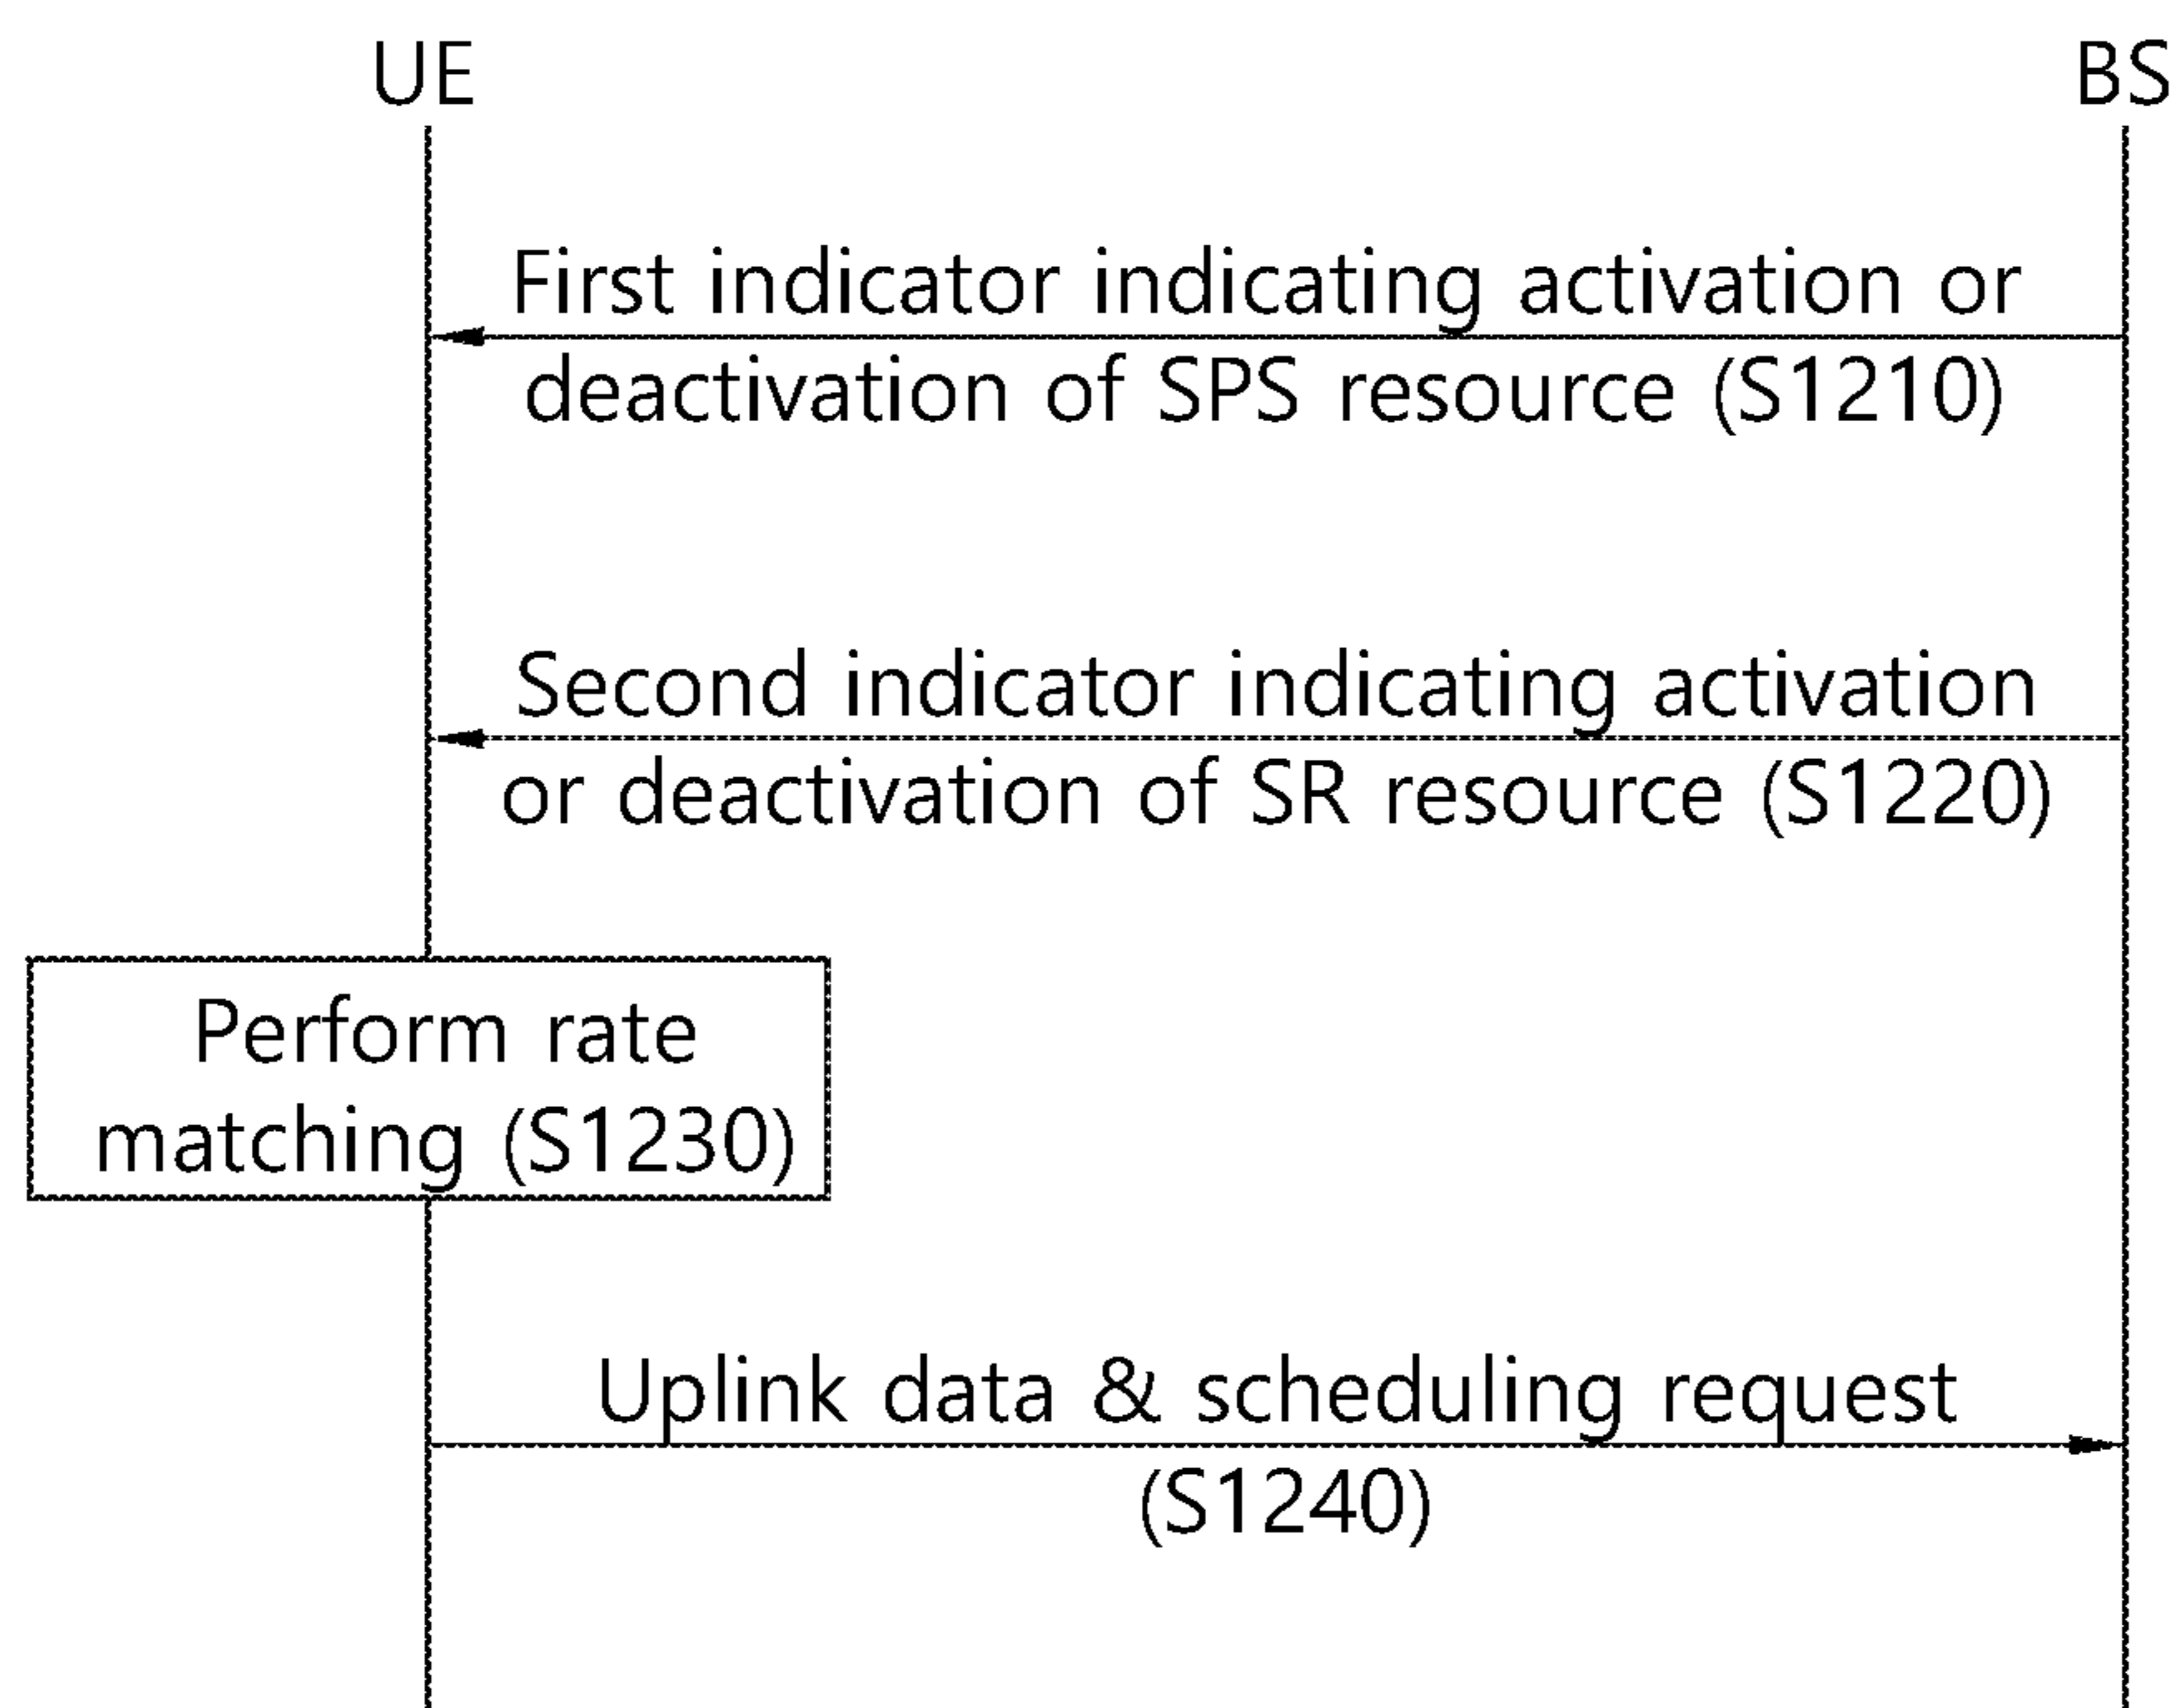 UE
BS
First indicator indicating activation or
deactivation of SPS resource (S1210)
Second indicator indicating activation
or deactivation of SR resource (S1220)
Perform rate
matching (S1230)
Uplink data & scheduling request
(S1240)